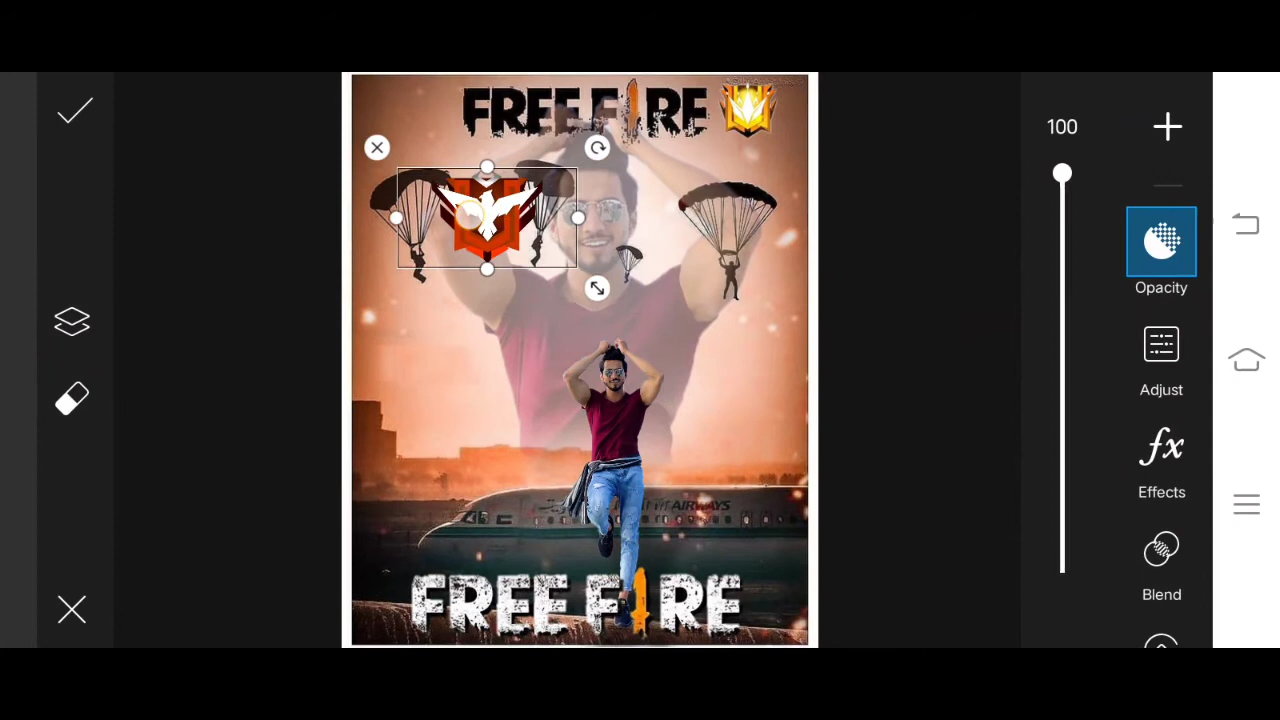 FREE FIRE
100
Opacity
Adjust
fx
Effects
AIRWAYS
Blend
FREE FIRE